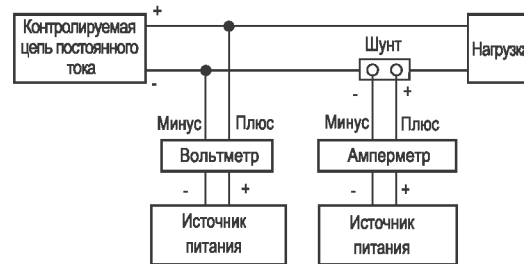 +
Контролируемая
цепь постоянного
тока
-
Шунт
Нагрузка
- +
Минус Плюс
Минус Плюс
Вольтметр
Амперметр
- +
- +
Источник
питания
Источник
питания